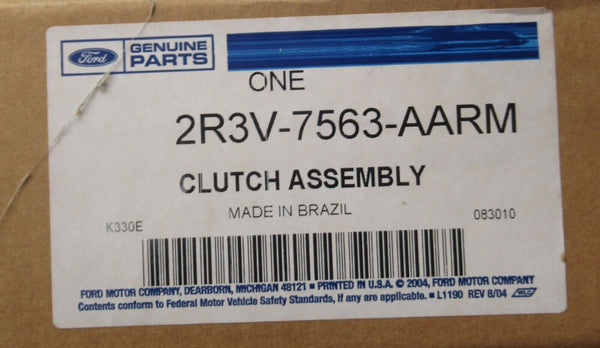 Ford
GENUINE
PARTS
ONE
2R3V-7563-AARM
CLUTCH ASSEMBLY
MADE IN BRAZIL
K330E
083010
FORD MOTOR COMPANY, DEARBORN, MICHIGAN 48121 ■ PRINTED IN U.S.A. © 2004, FORD MOTOR COMPANY
Contents conform to Federal Motor Vehicle Safety Standards, if any are applicable. ■ L1190 REV 8/04